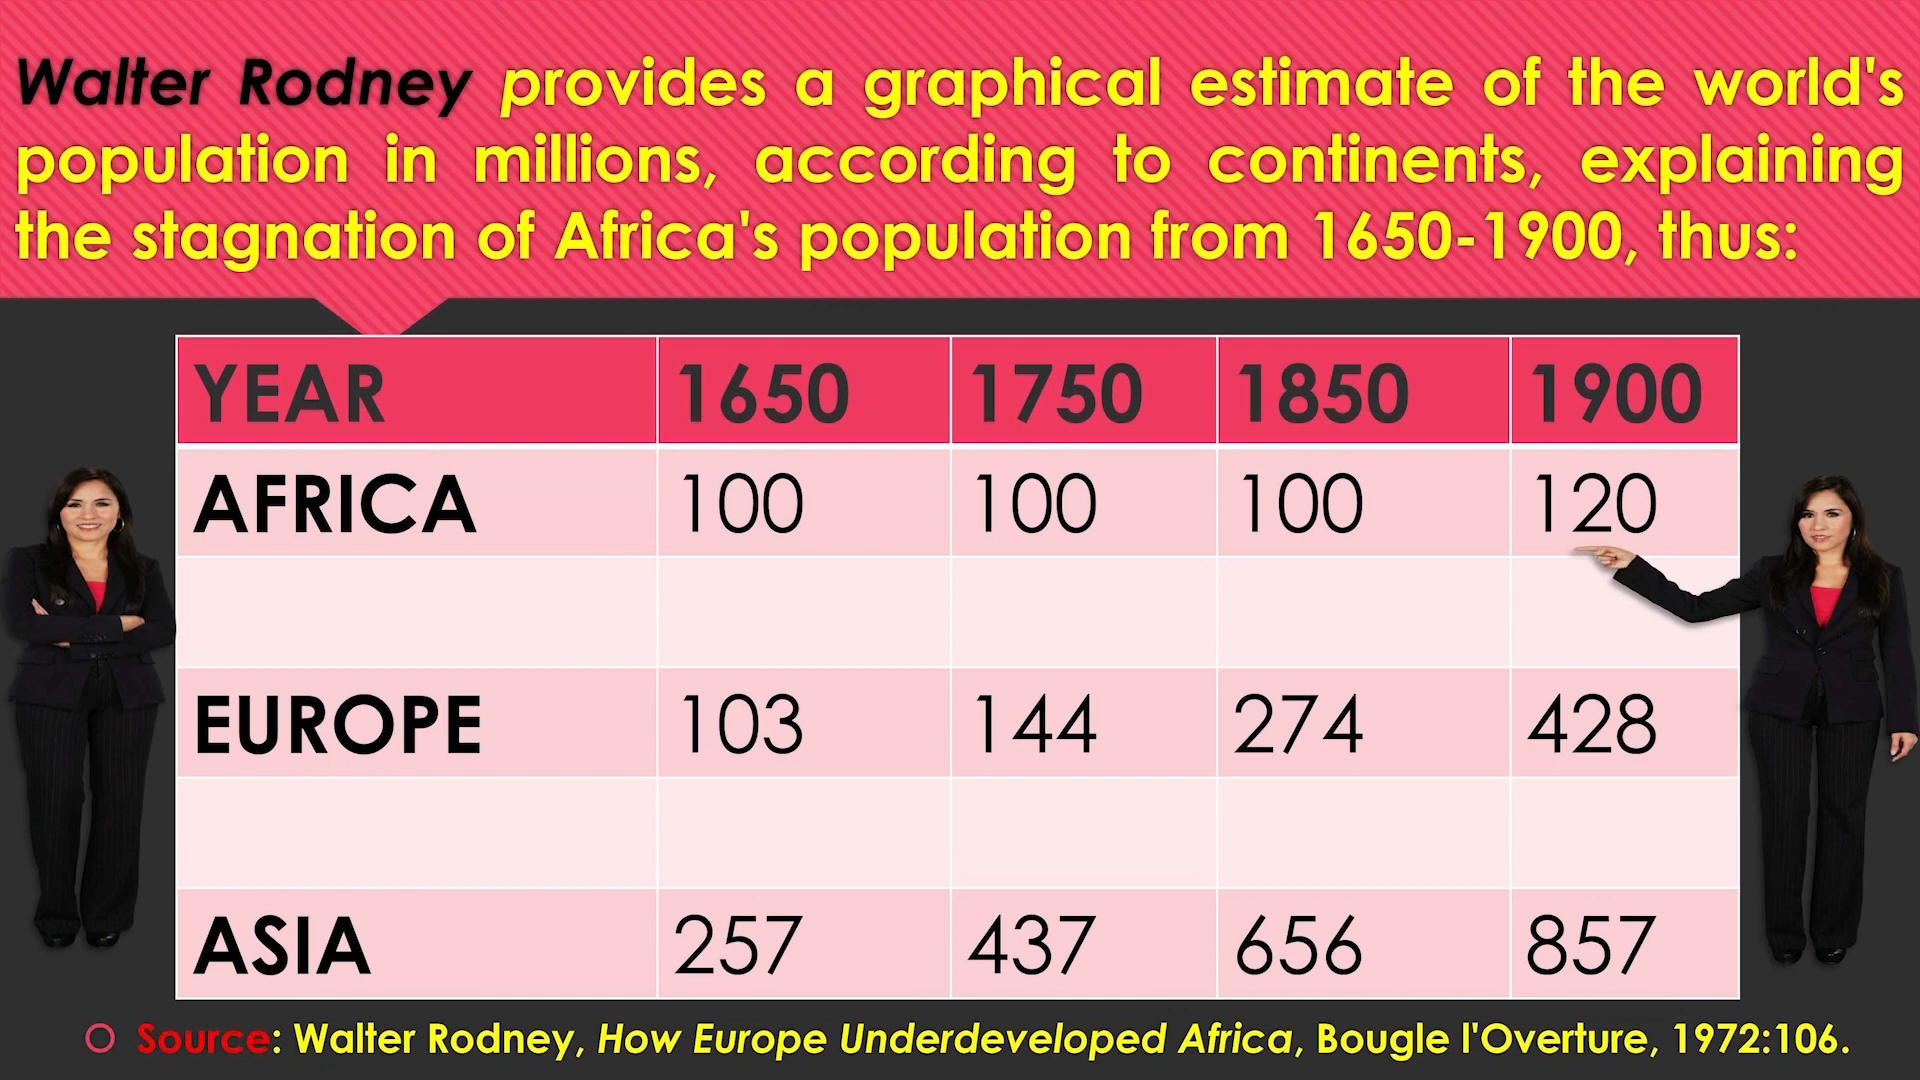 Walter Rodney provides a graphical estimate of the world's
population in millions, according to continents, explaining
the stagnation of Africa's population from 1650-1900, thus:
YEAR 1650 1750 1850 1900
AFRICA 100 100 100 120
EUROPE 103 144 274 428
ASIA 257 437 656 857
Source: Walter Rodney, How Europe Underdeveloped Africa, Bougle l'Overture, 1972:106.